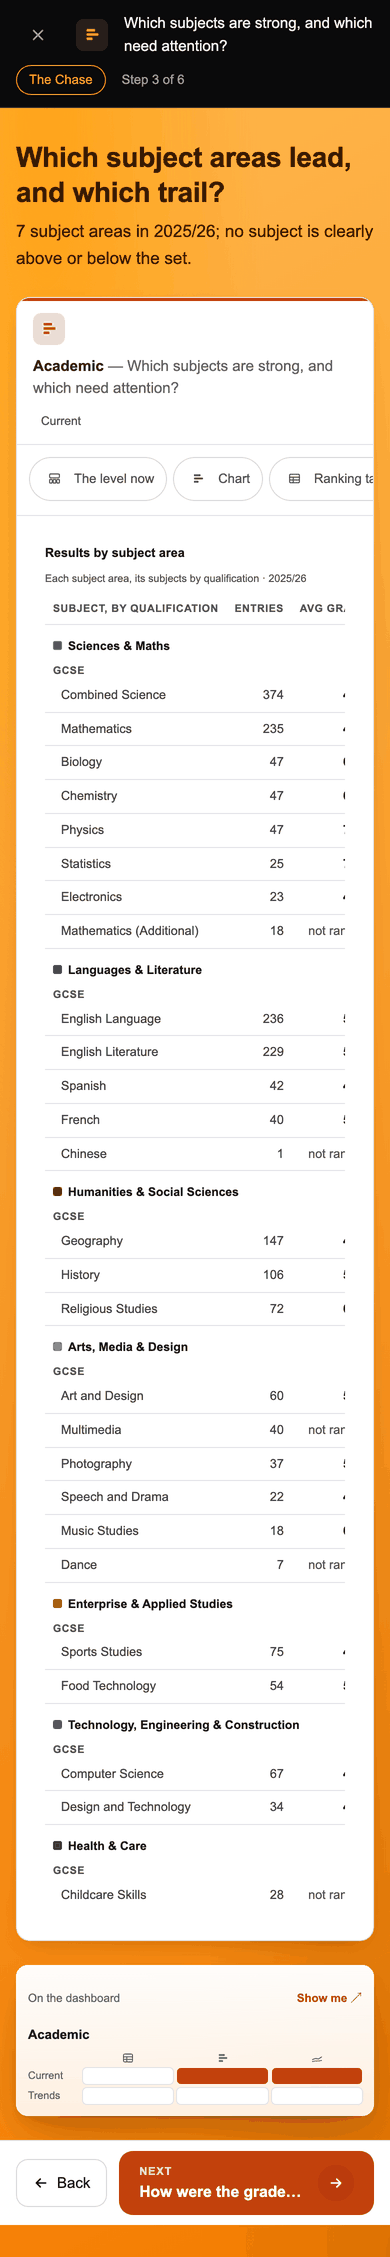 Which subjects are strong, and which
need attention?
The Chase
Step 3 of 6
Which subject areas lead,
and which trail?
7 subject areas in 2025/26; no subject is clearly
above or below the set.
Academic — Which subjects are strong, and
which need attention?
Current
The level now
Chart
Ranking
Results by subject area
Each subject area, its subjects by qualification · 2025/26
SUBJECT, BY QUALIFICATION ENTRIES AVG
Sciences & Maths
GCSE
Combined Science 374
Mathematics 235
Biology 47
Chemistry 47
Physics 47
Statistics 25
Electronics 23
Mathematics (Additional) 18 not
Languages & Literature
GCSE
English Language 236
English Literature 229
Spanish 42
French 40
Chinese 1 not
Humanities & Social Sciences
GCSE
Geography 147
History 106
Religious Studies 72
Arts, Media & Design
GCSE
Art and Design 60
Multimedia 40 not
Photography 37
Speech and Drama 22
Music Studies 18
Dance 7 not
Enterprise & Applied Studies
GCSE
Sports Studies 75
Food Technology 54
Technology, Engineering & Construction
GCSE
Computer Science 67
Design and Technology 34
Health & Care
GCSE
Childcare Skills 28 not
On the dashboard
Show me ↗
Academic
Current
Trends
← Back
NEXT
How were the grade... →